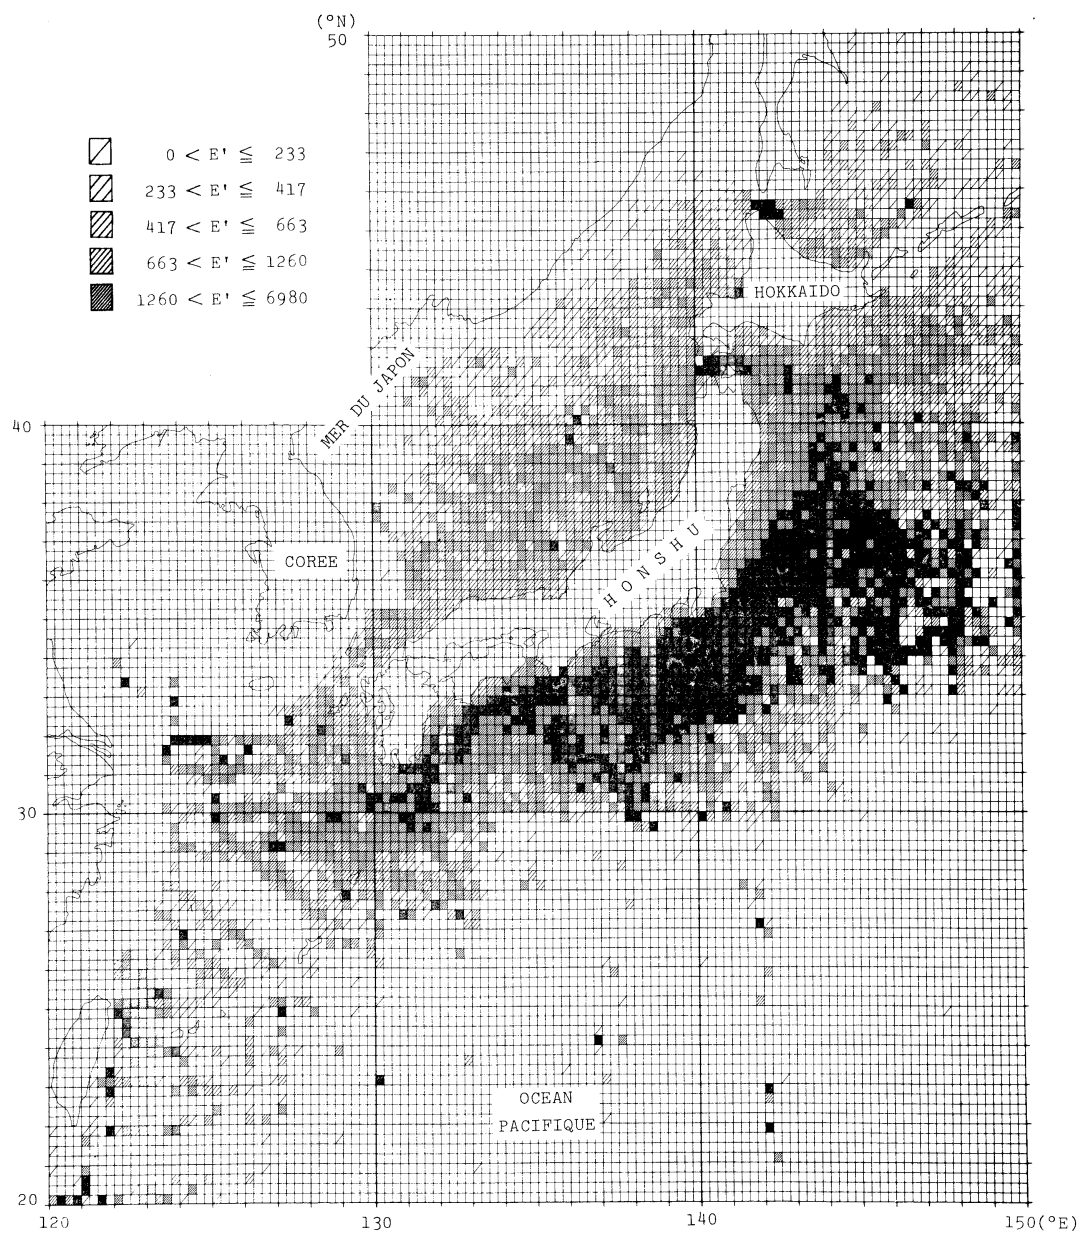 (°N)
50
0 < E' ≦ 233
233 < E' ≦ 417
417 < E' ≦ 663
663 < E' ≦ 1260
1260 < E' ≦ 6980
HOKKAIDO
MER DU JAPON
40
HONSHU
COREE
30
OCEAN
PACIFIQUE
20
120 130 140 150(°E)